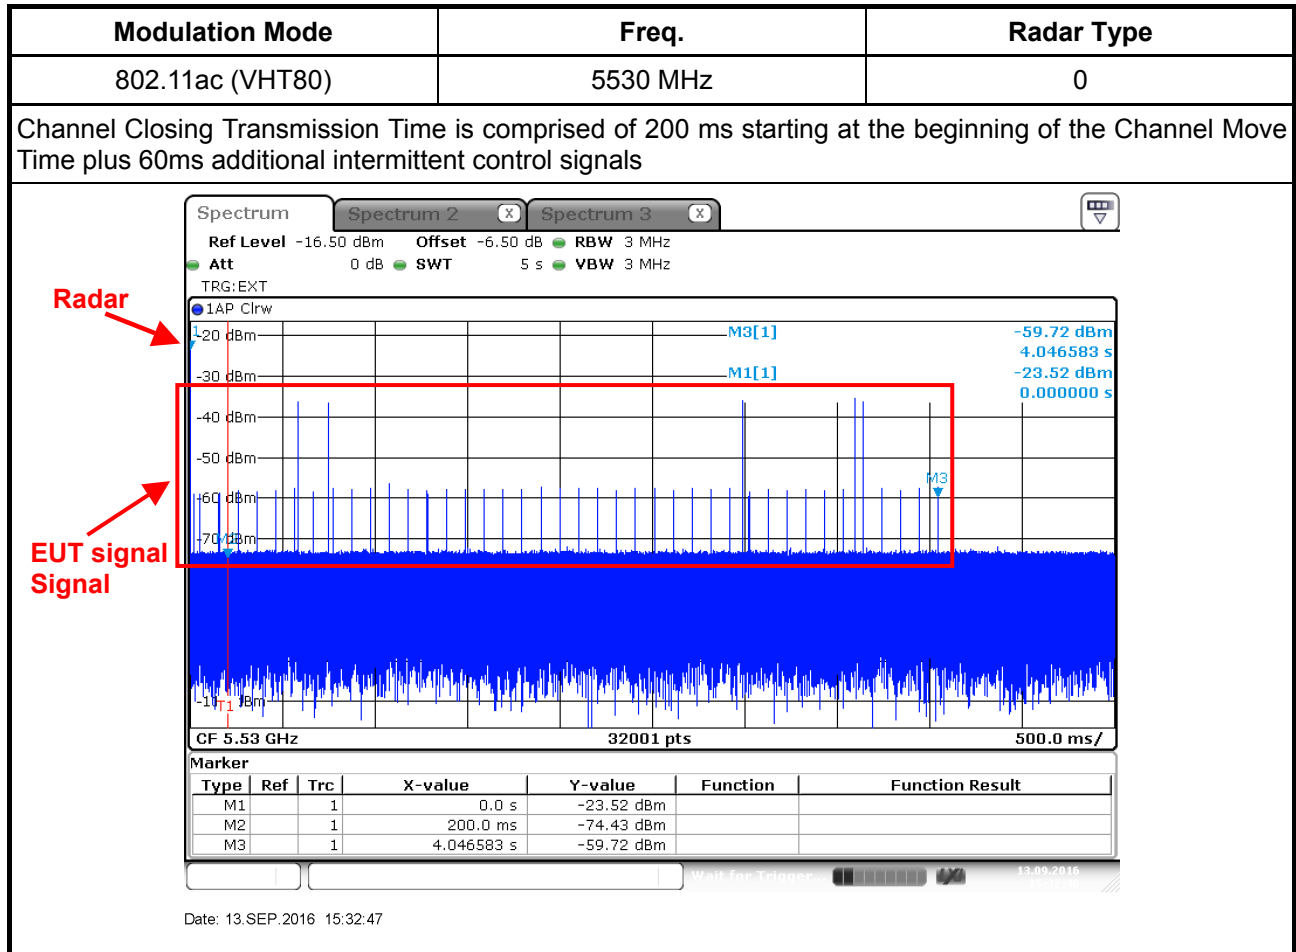 Modulation Mode Freq. Radar Type
802.11ac (VHT80) 5530 MHz 0
Channel Closing Transmission Time is comprised of 200 ms starting at the beginning of the Channel Move
Time plus 60ms additional intermittent control signals
Spectrum Spectrum 2 X Spectrum 3 X
Ref Level -16.50 dBm Offset -6.50 dB RBW 3 MHz
Att 0 dB SWT 5 s VBW 3 MHz
TRG:EXT
Radar
1AP Clrw
1
-20 dBm M3[1] -59.72 dBm
4.046583 s
-30 dBm M1[1] -23.52 dBm
0.000000 s
-40 dBm
-50 dBm
M3
-60 dBm
-70 dBm
EUT signal
Signal
T1
CF 5.53 GHz 32001 pts 500.0 ms/
Marker
Type Ref Trc X-value Y-value Function Function Result
M1 1 0.0 s -23.52 dBm
M2 1 200.0 ms -74.43 dBm
M3 1 4.046583 s -59.72 dBm
Wait for Trigger... 13.09.2016
Date: 13.SEP.2016 15:32:47